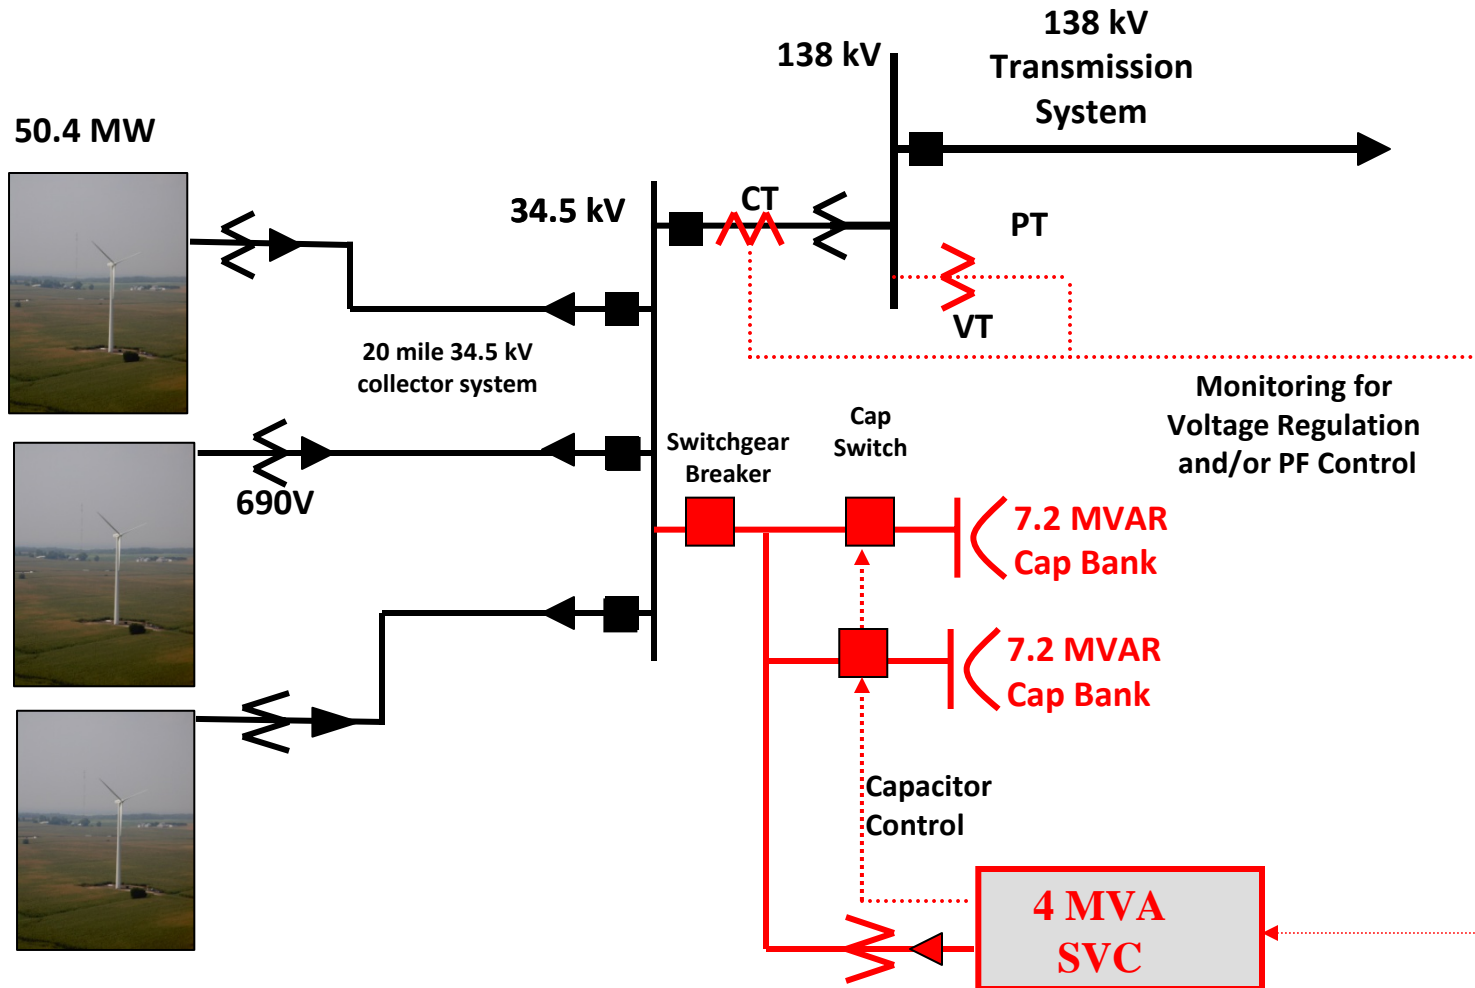 138 kV
138 kV
Transmission
System
50.4 MW
34.5 kV
CT
PT
VT
20 mile 34.5 kV
collector system
Monitoring for
Voltage Regulation
and/or PF Control
Cap
Switch
Switchgear
Breaker
690V
7.2 MVAR
Cap Bank
7.2 MVAR
Cap Bank
Capacitor
Control
4 MVA
SVC